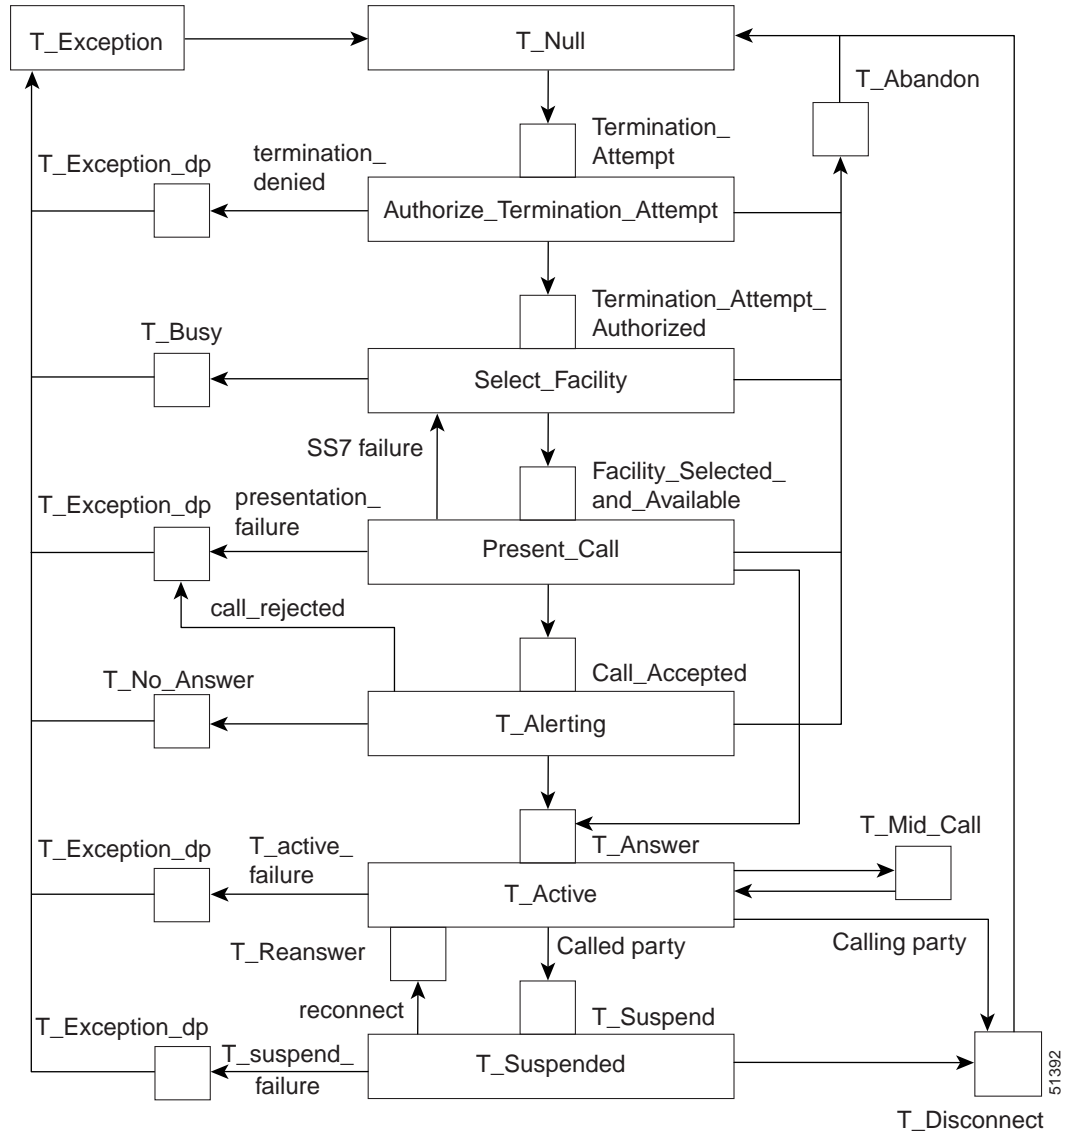 T_Exception
T_Null
T_Abandon
Termination_
Attempt
T_Exception_dp
termination_
denied
Authorize_Termination_Attempt
Termination_Attempt_
Authorized
T_Busy
Select_Facility
SS7 failure
Facility_Selected_
and_Available
T_Exception_dp
presentation_
failure
Present_Call
call_rejected
Call_Accepted
T_No_Answer
T_Alerting
T_Mid_Call
T_Answer
T_Exception_dp
T_active_
failure
T_Active
T_Reanswer
Called party
Calling party
reconnect
T_Suspend
T_Exception_dp
T_suspend_
failure
T_Suspended
51392
T_Disconnect